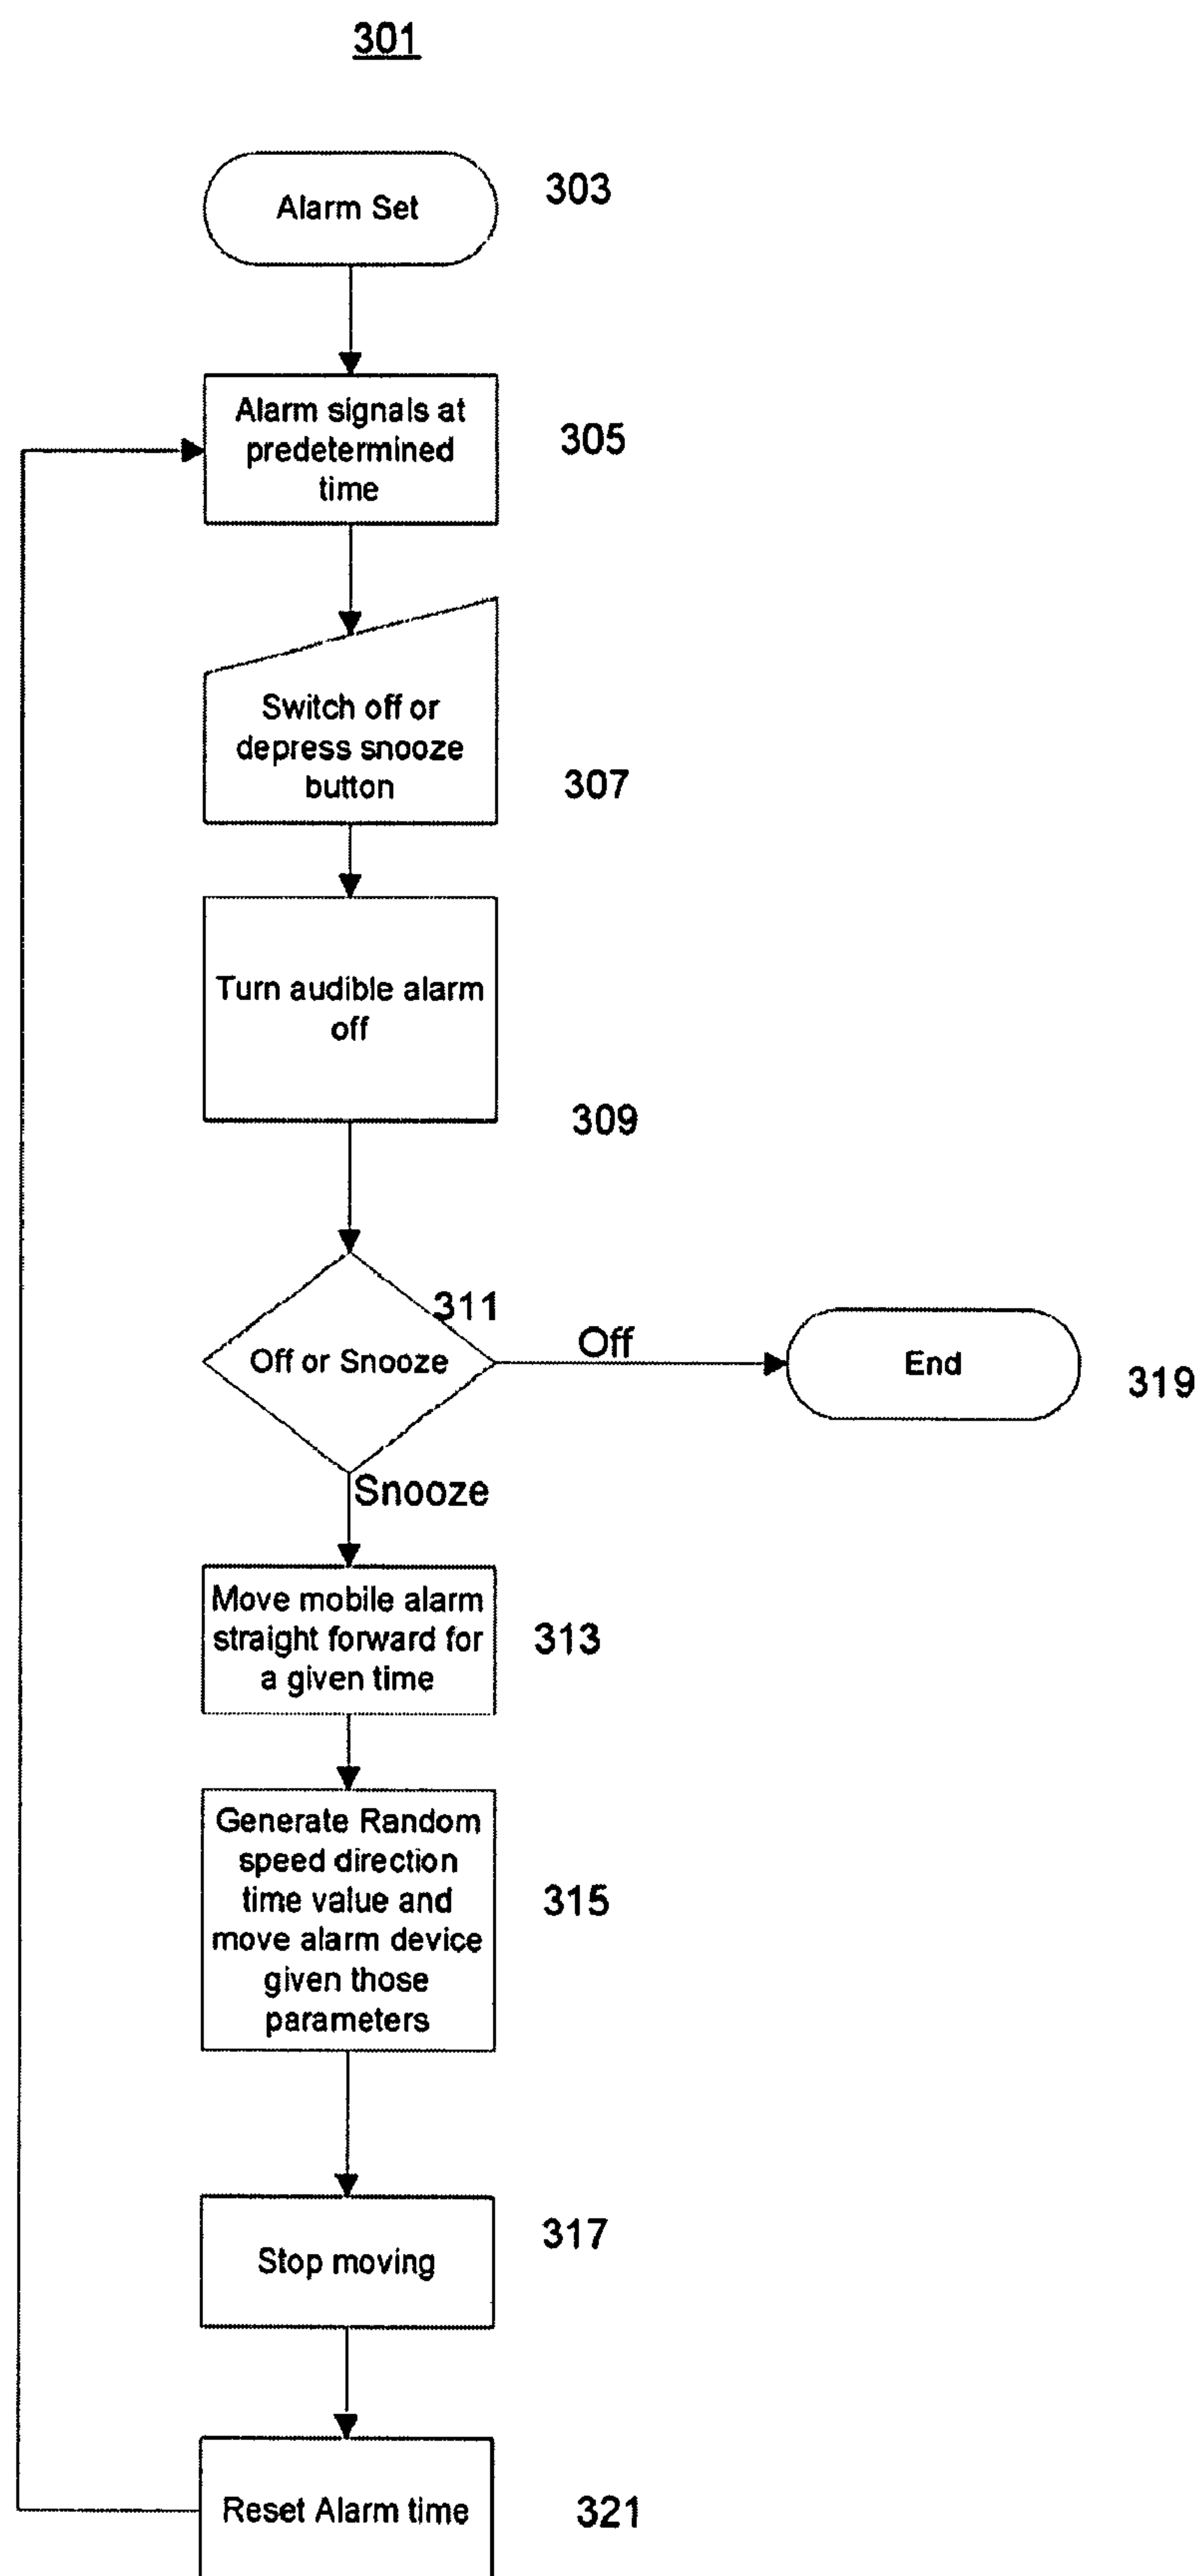 301
Alarm Set
303
Alarm signals at
predetermined
time
305
Switch off or
depress snooze
button
307
Turn audible alarm
off
309
311
Off or Snooze
Off
End
319
Snooze
Move mobile alarm
straight forward for
a given time
313
Generate Random
speed direction
time value and
move alarm device
given those
parameters
315
Stop moving
317
Reset Alarm time
321